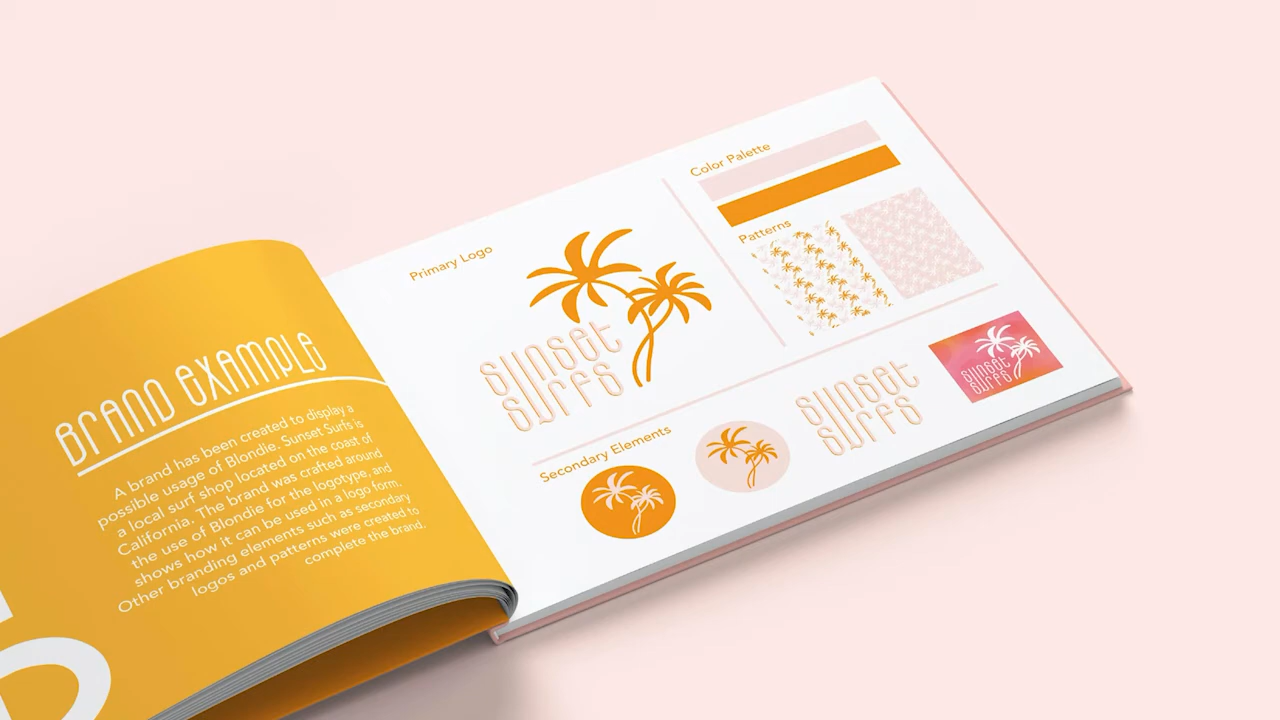 BRAND EXAMPLE
A brand has been created to display a
possible usage of Blondle. Sunset Surfs is
a local surf shop located on the coast of
California. The brand was crafted around
the use of Blondle for the logotype, and
shows how it can be used in a logo form.
Other branding elements such as secondary
logos and patterns were created to
complete the brand.
5
Primary Logo
SUNSET
SURFS
Color Palette
Patterns
Secondary Elements
SUNSET
SURFS
SUNSET
SURFS